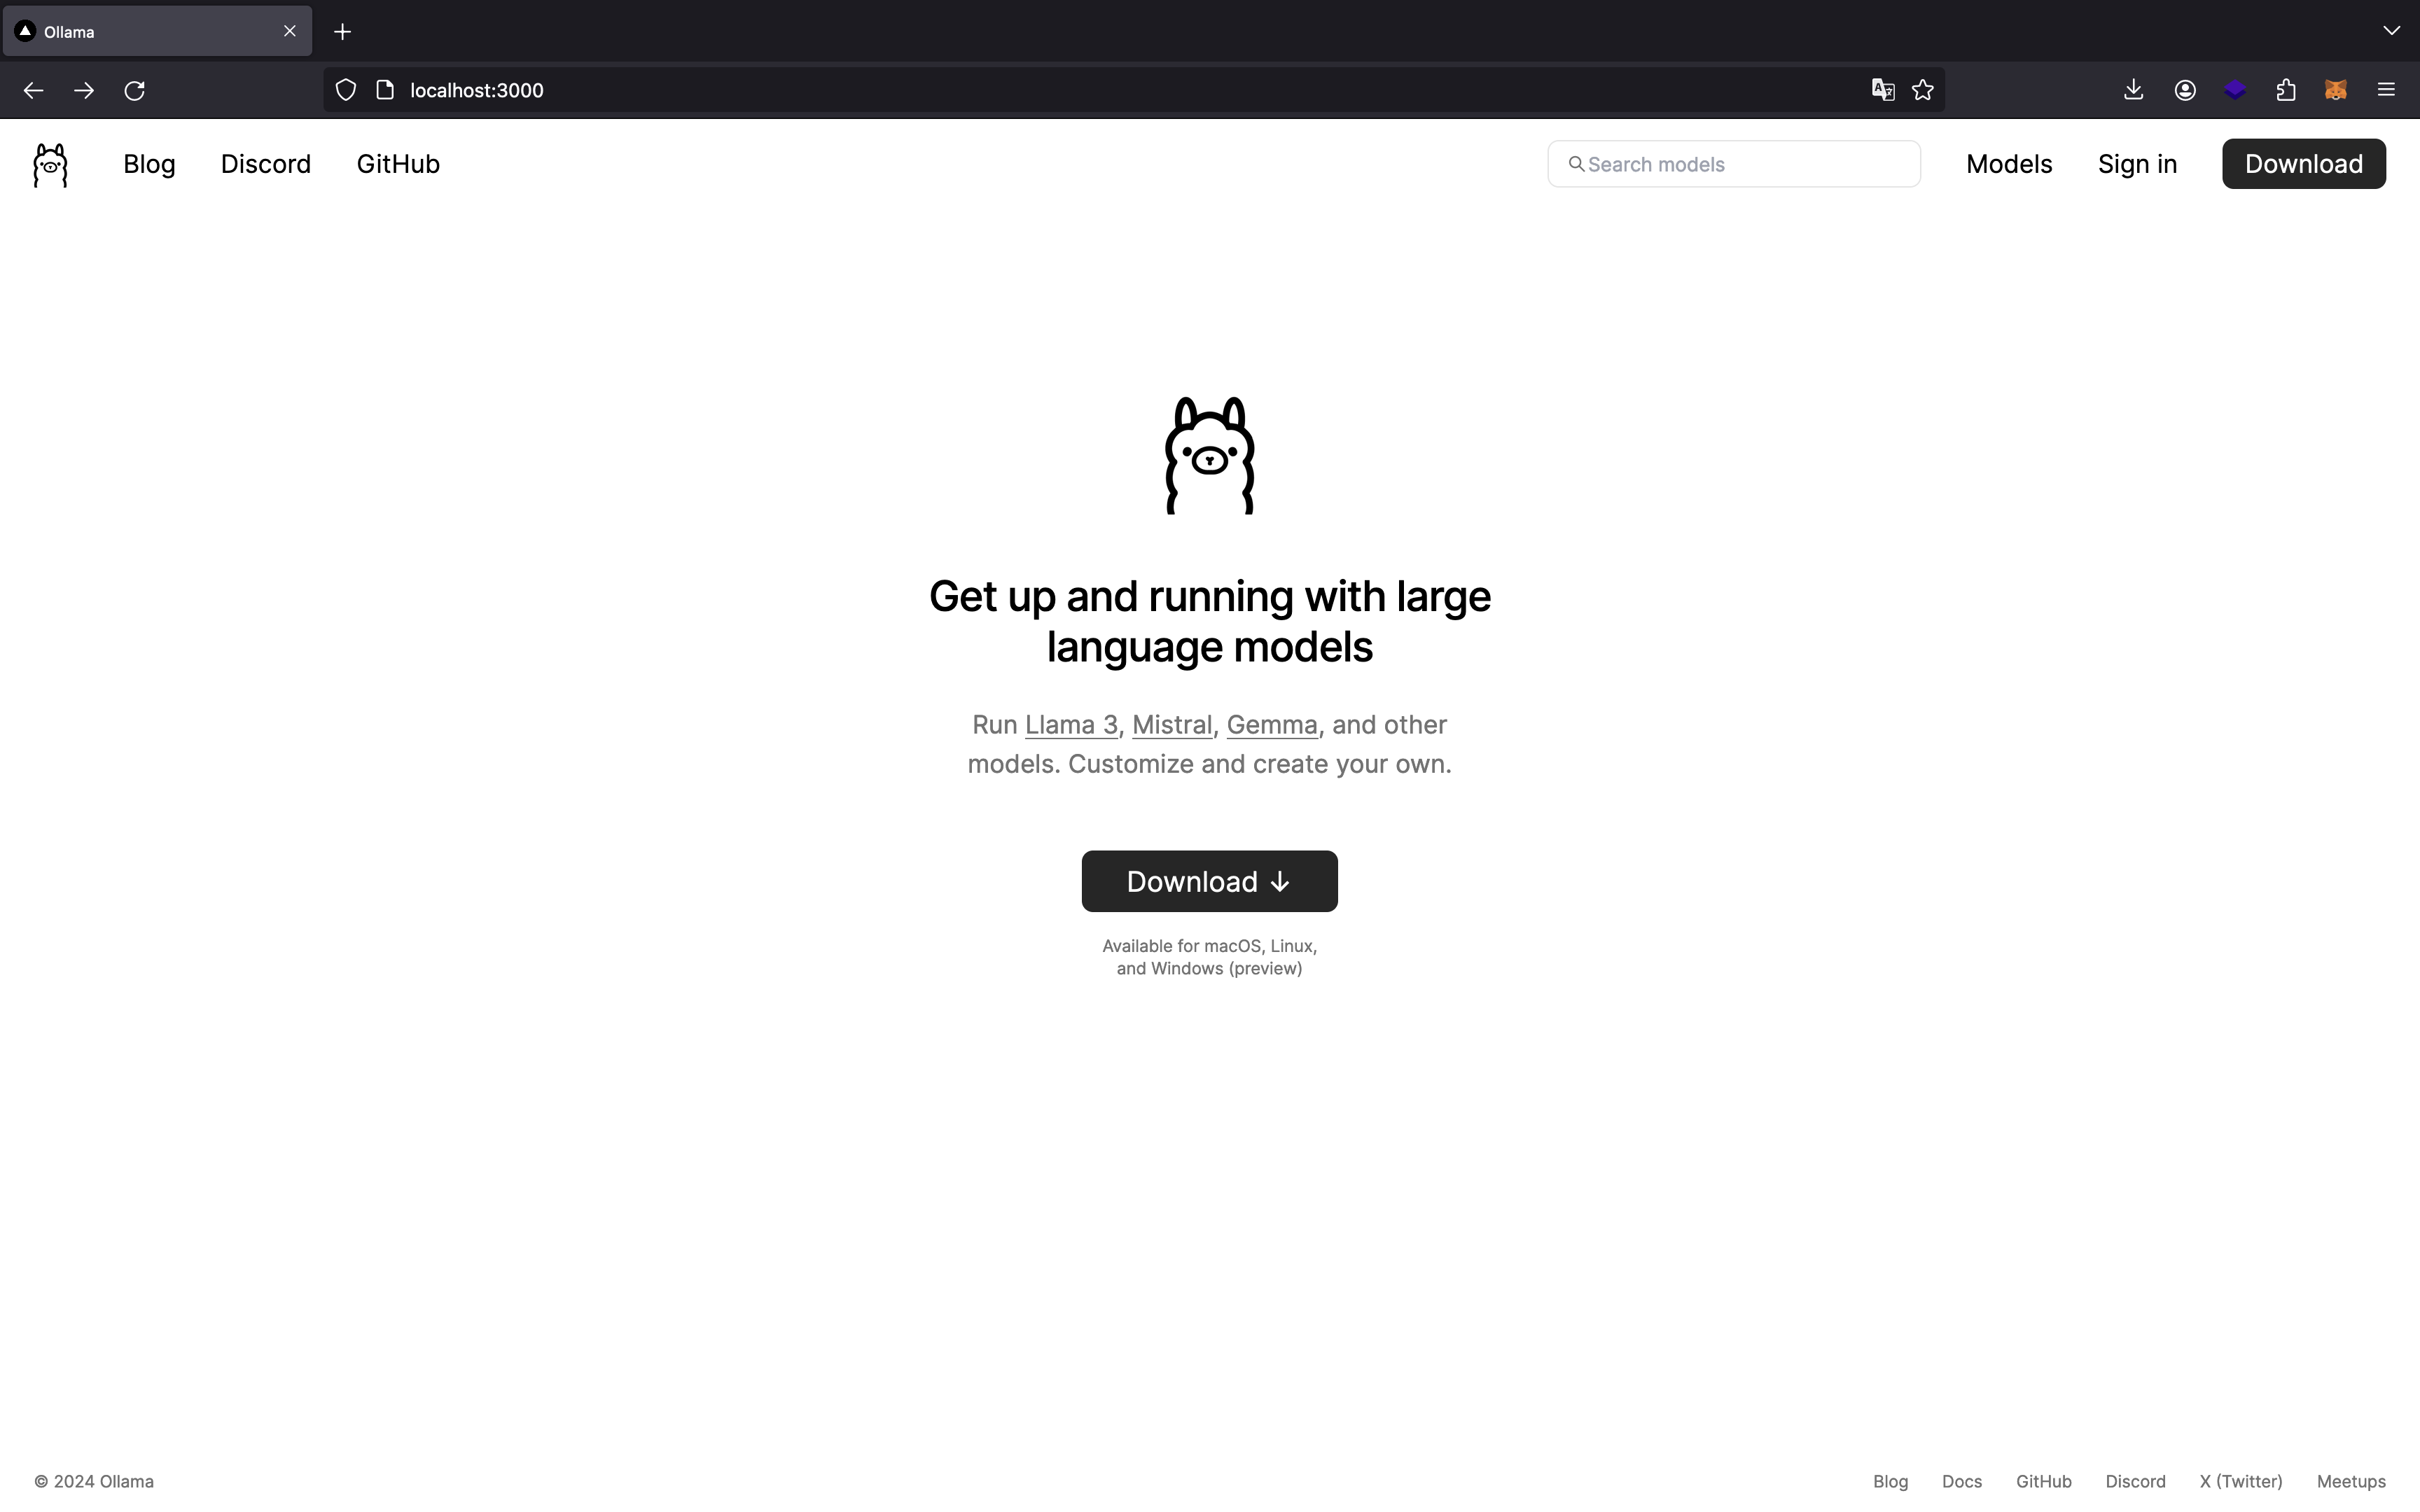 Ollama
localhost:3000
Blog Discord GitHub Search models Models Sign in Download
Get up and running with large
language models
Run Llama 3, Mistral, Gemma, and other
models. Customize and create your own.
Download ↓
Available for macOS, Linux,
and Windows (preview)
© 2024 Ollama Blog Docs GitHub Discord X (Twitter) Meetups